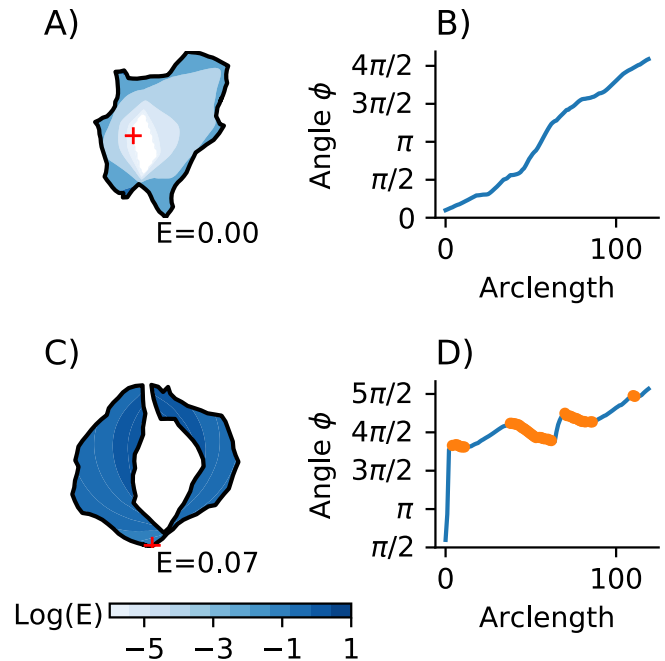 A)
B)
Angle ϕ
4π/2
3π/2
π
π/2
0
0
100
Arclength
E=0.00
C)
D)
Angle ϕ
5π/2
4π/2
3π/2
π
π/2
0
100
Arclength
E=0.07
Log(E)
−5
−3
−1
1